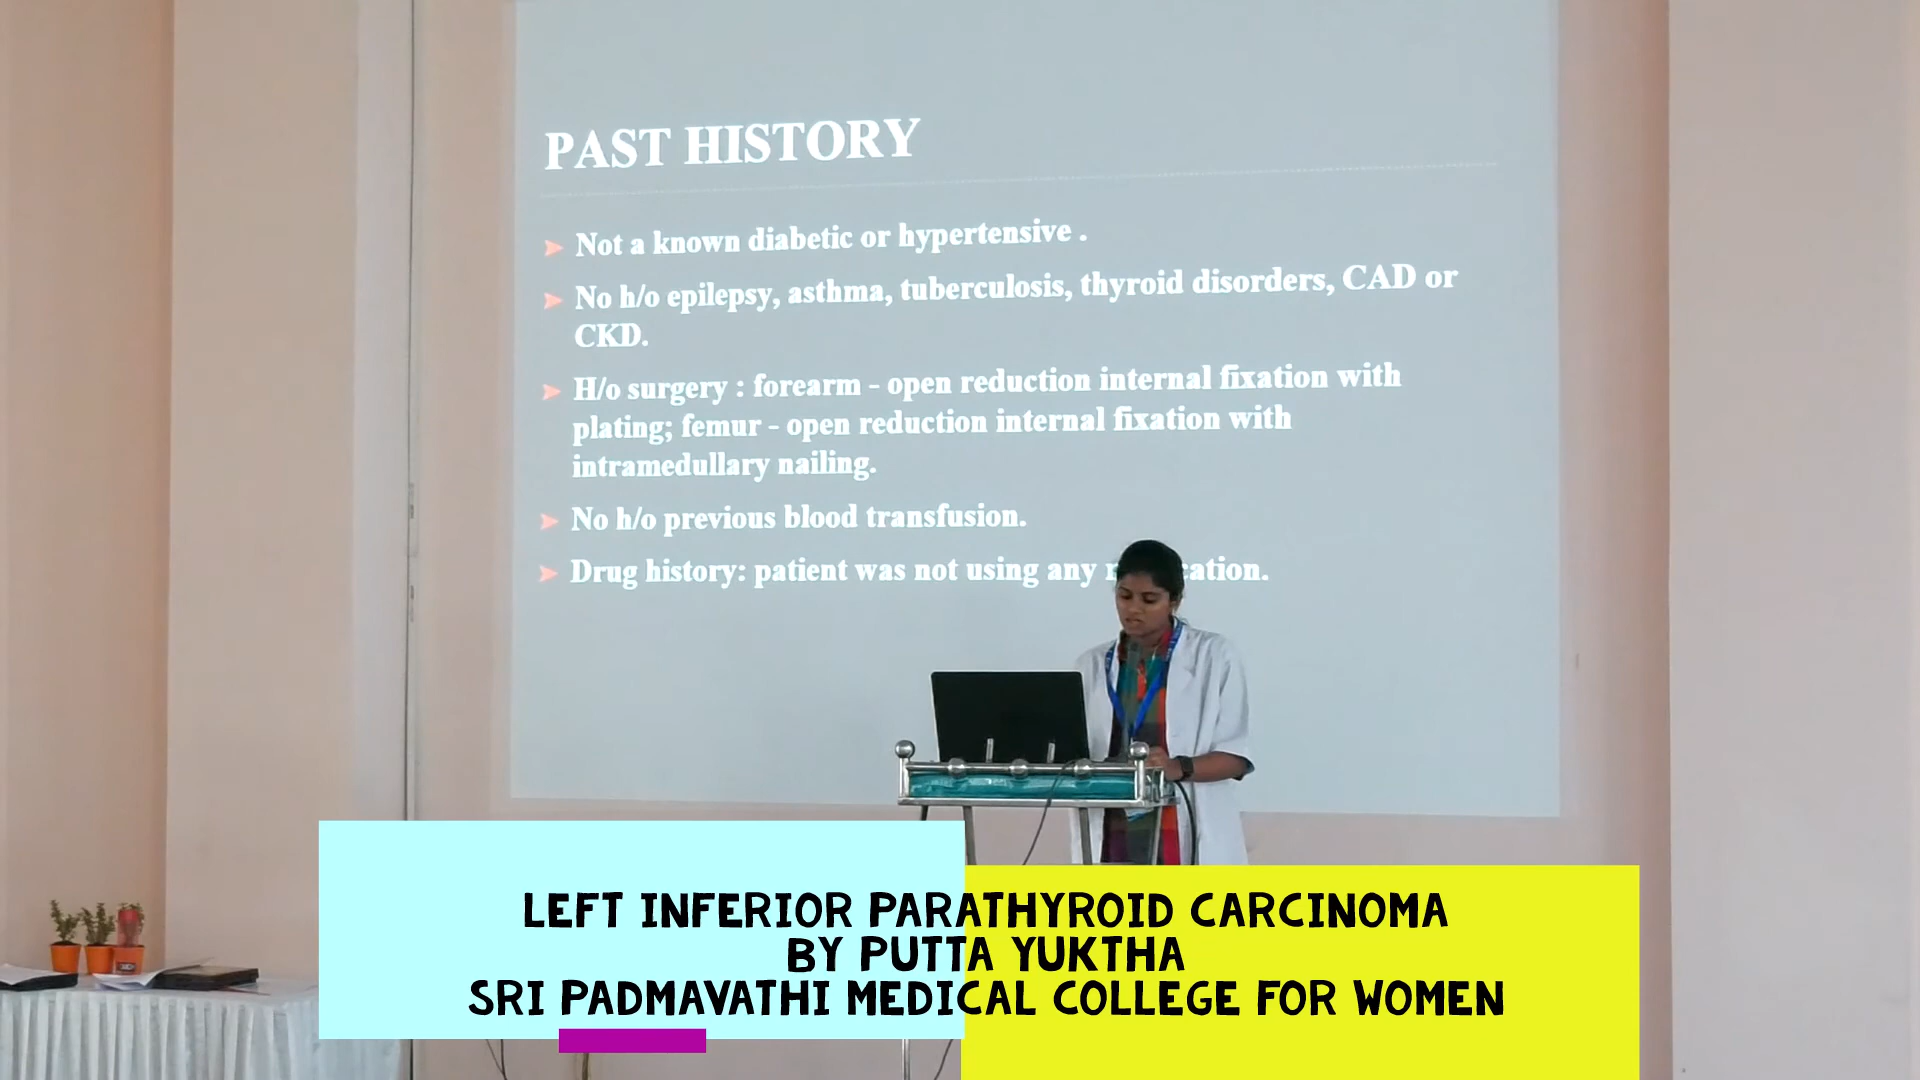 PAST HISTORY
Not a known diabetic or hypertensive .
No h/o epilepsy, asthma, tuberculosis, thyroid disorders, CAD or
CKD.
H/o surgery : forearm - open reduction internal fixation with
plating; femur - open reduction internal fixation with
intramedullary nailing.
No h/o previous blood transfusion.
Drug history: patient was not using any
LEFT INFERIOR PARATHYROID CARCINOMA
BY PUTTA YUKTHA
SRI PADMAVATHI MEDICAL COLLEGE FOR WOMEN